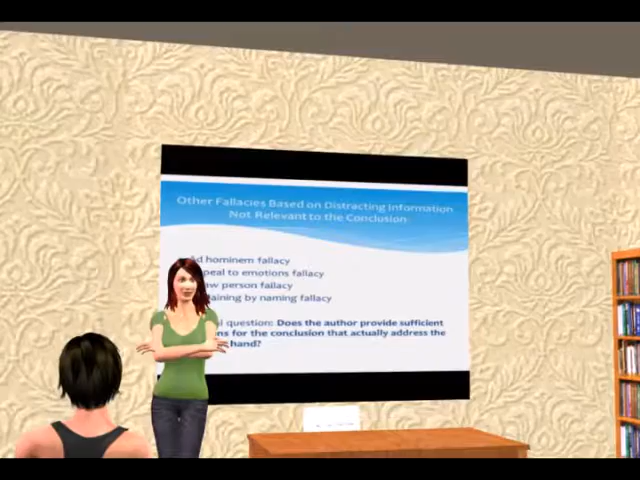 Other Fallacies Based on Distracting Information
Not Relevant to the Conclusion
d hominem fallacy
peal to emotions fallacy
aw person fallacy
aining by naming fallacy
l question: Does the author provide sufficient
ns for the conclusion that actually address the
hand?